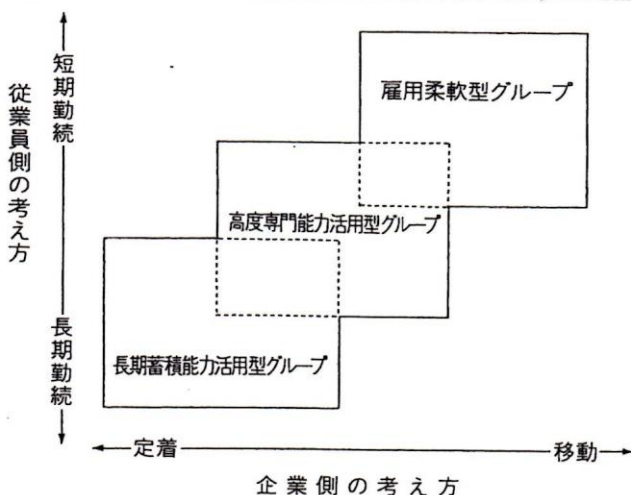 短期勤続
従業員側の考え方
長期勤続
雇用柔軟型グループ
高度専門能力活用型グループ
長期蓄積能力活用型グループ
定着
移動
企業側の考え方